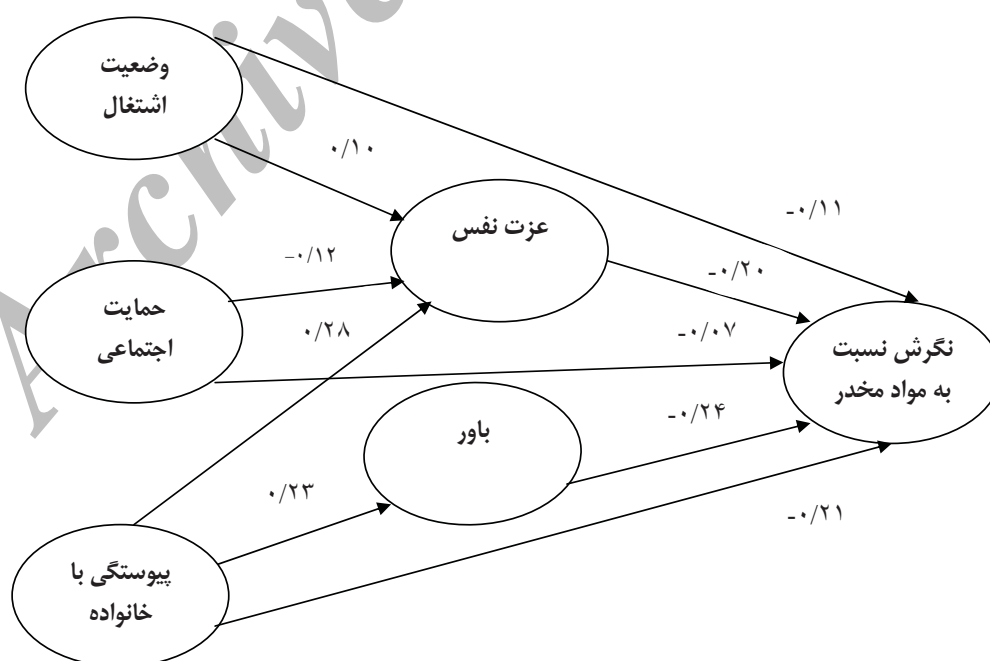 وضعیت
اشتغال
۰/۱۰
-۰/۱۱
عزت نفس
-۰/۱۲
-۰/۲۰
حمایت
اجتماعی
۰/۲۸
-۰/۰۷
نگرش نسبت
به مواد مخدر
باور
-۰/۲۴
۰/۲۳
-۰/۲۱
پیوستگی با
خانواده
Archive